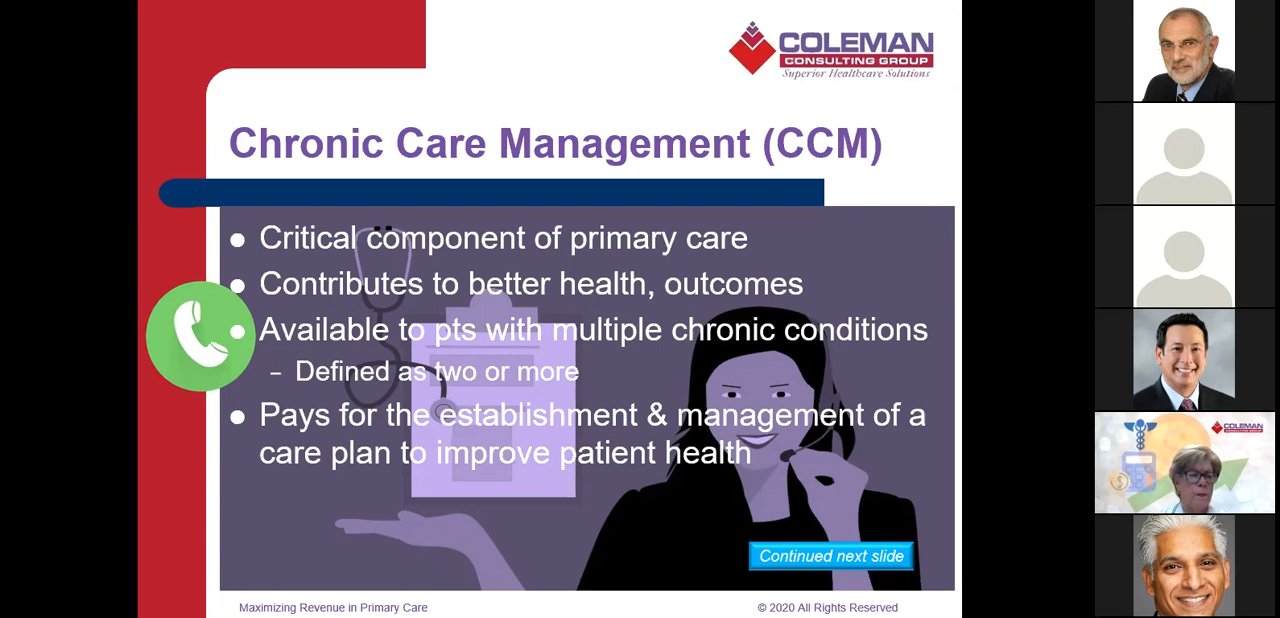 COLEMAN
CONSULTING GROUP
Superior Healthcare Solutions
Chronic Care Management (CCM)
Critical component of primary care
Contributes to better health, outcomes
Available to pts with multiple chronic conditions
– Defined as two or more
Pays for the establishment & management of a
care plan to improve patient health
Continued next slide
Maximizing Revenue in Primary Care
© 2020 All Rights Reserved
COLEMAN
CONSULTING GROUP